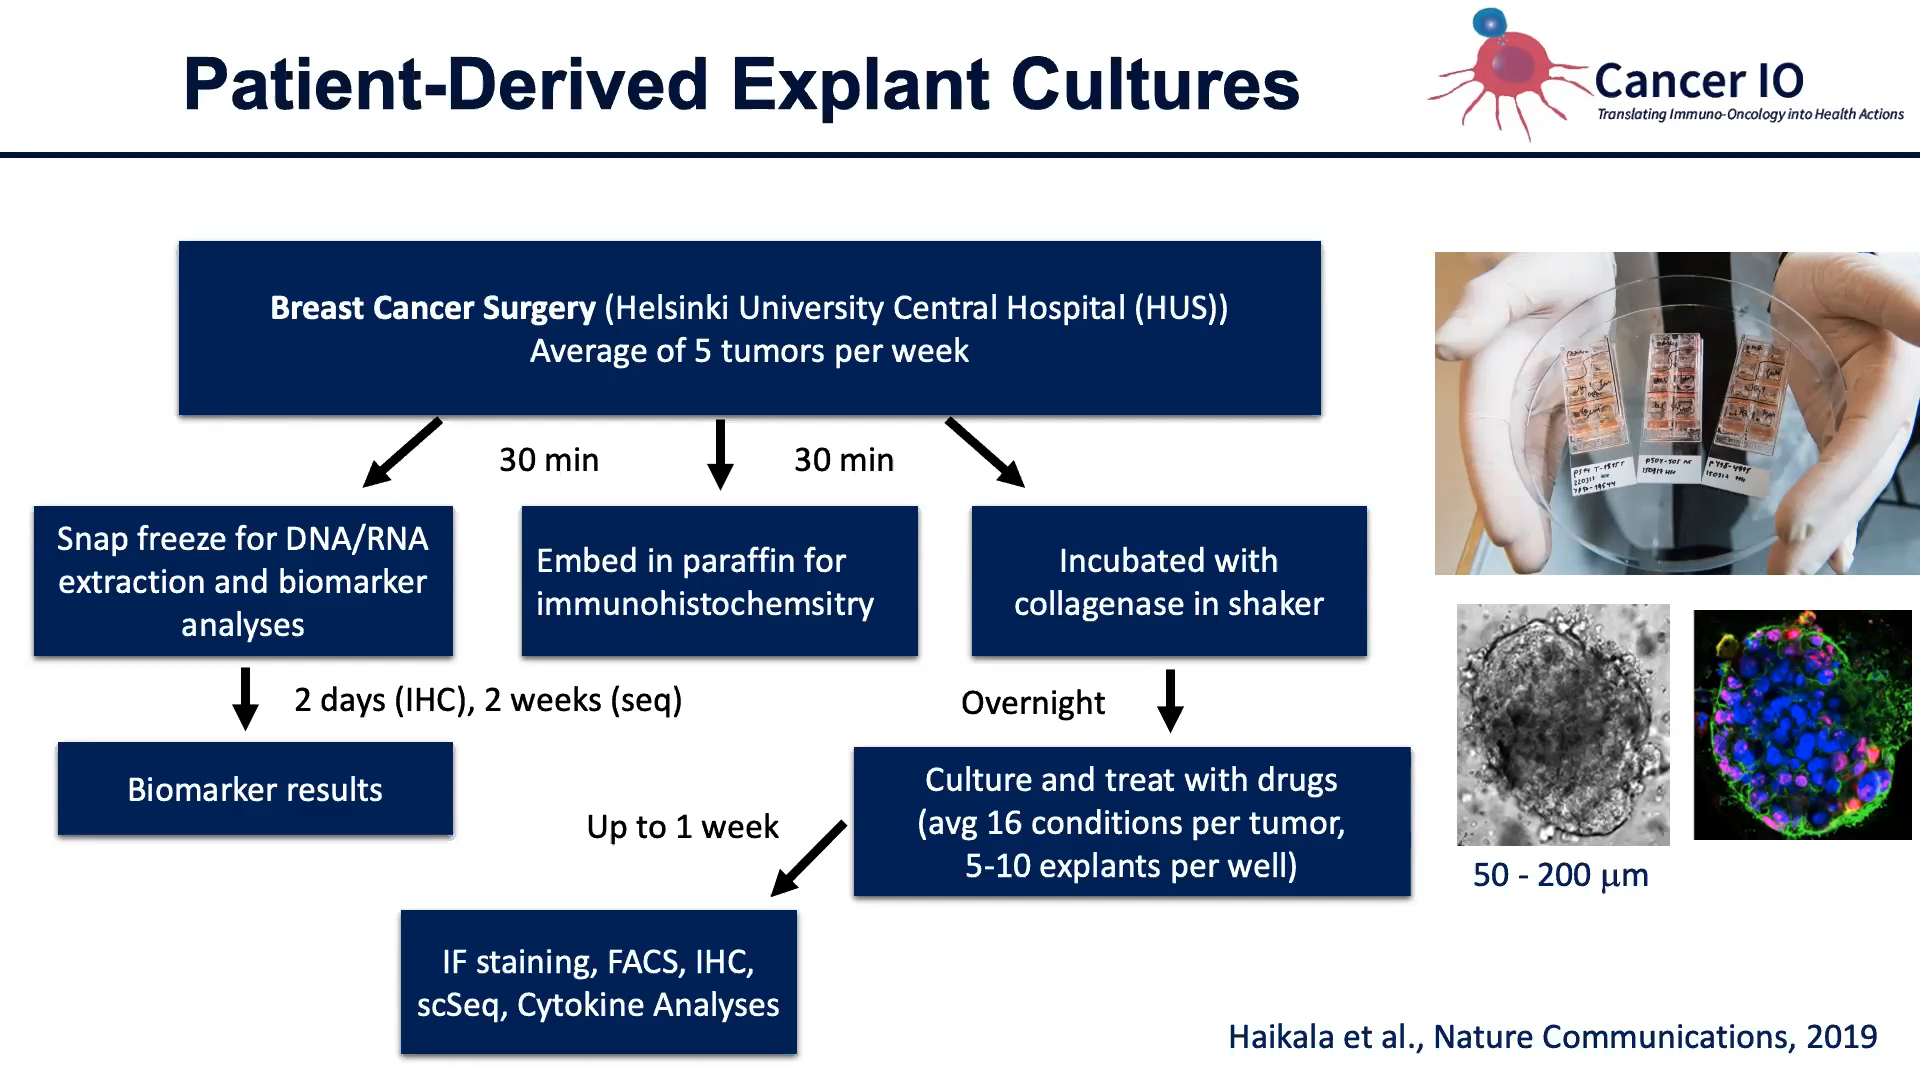 Patient-Derived Explant Cultures
Cancer IO
Translating Immuno-Oncology into Health Actions
Breast Cancer Surgery (Helsinki University Central Hospital (HUS))
Average of 5 tumors per week
30 min
30 min
Snap freeze for DNA/RNA
extraction and biomarker
analyses
Embed in paraffin for
immunohistochemsitry
Incubated with
collagenase in shaker
2 days (IHC), 2 weeks (seq)
Overnight
Biomarker results
Culture and treat with drugs
(avg 16 conditions per tumor,
5-10 explants per well)
Up to 1 week
IF staining, FACS, IHC,
scSeq, Cytokine Analyses
50 - 200 μm
Haikala et al., Nature Communications, 2019